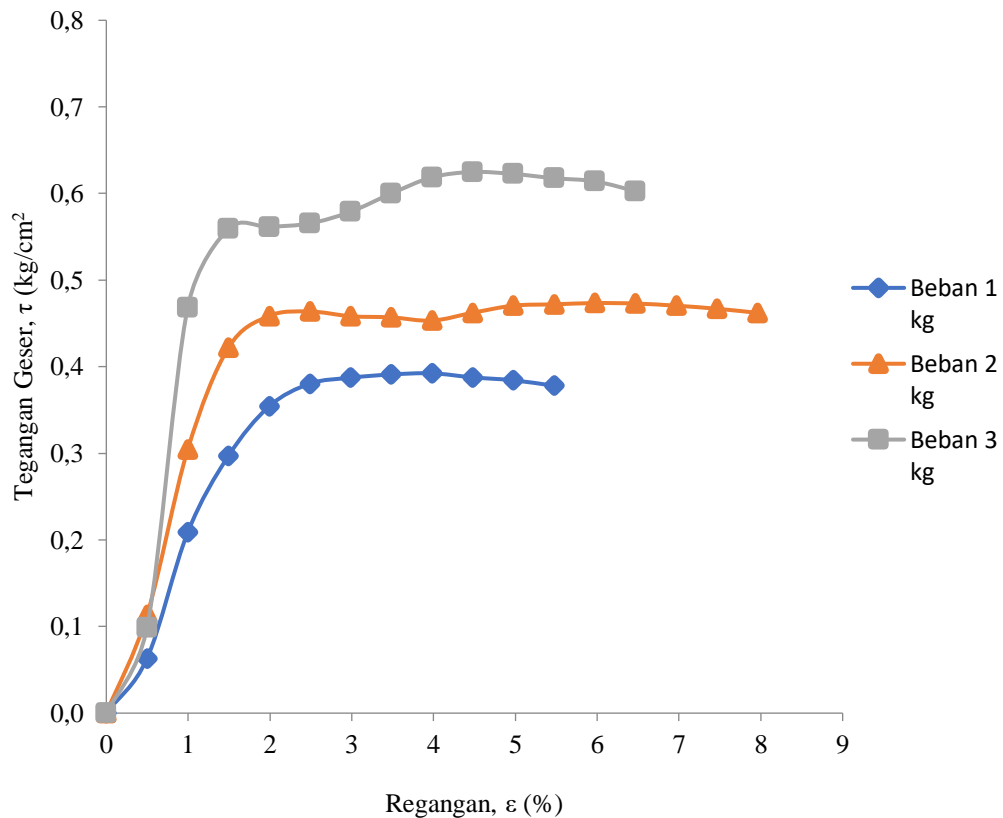 0,8
0,7
0,6
0,5
0,4
0,3
0,2
0,1
0,0
Tegangan Geser, τ (kg/cm²
0 1 2 3 4 5 6 7 8 9
Regangan, ε (%)
Beban 1
kg
Beban 2
kg
Beban 3
kg